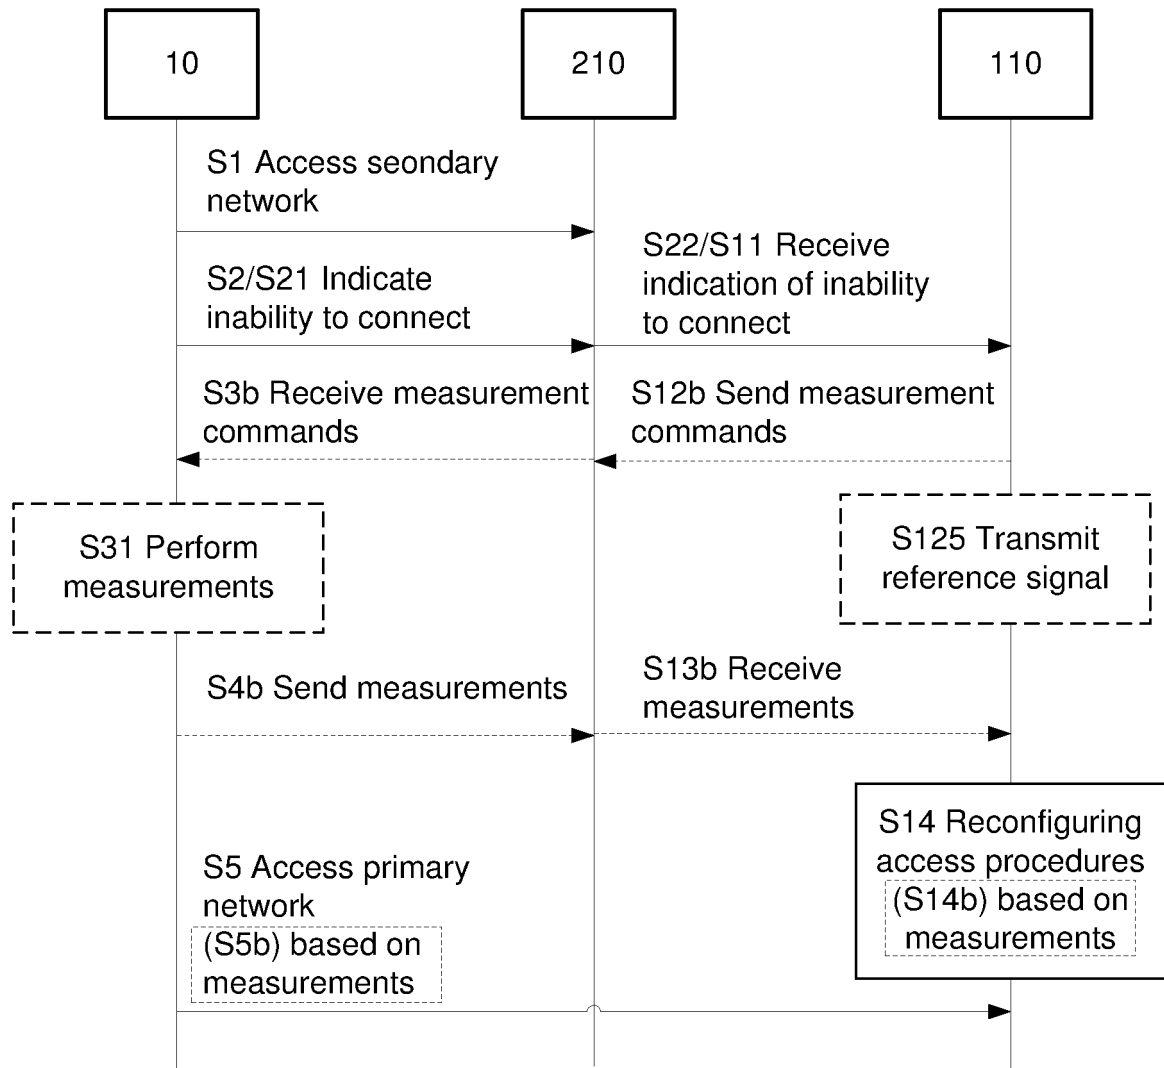 10
210
110
S1 Access seondary
network
S22/S11 Receive
indication of inability
to connect
S2/S21 Indicate
inability to connect
S3b Receive measurement
commands
S12b Send measurement
commands
S31 Perform
measurements
S125 Transmit
reference signal
S4b Send measurements
S13b Receive
measurements
S14 Reconfiguring
access procedures
(S14b) based on
measurements
S5 Access primary
network
(S5b) based on
measurements